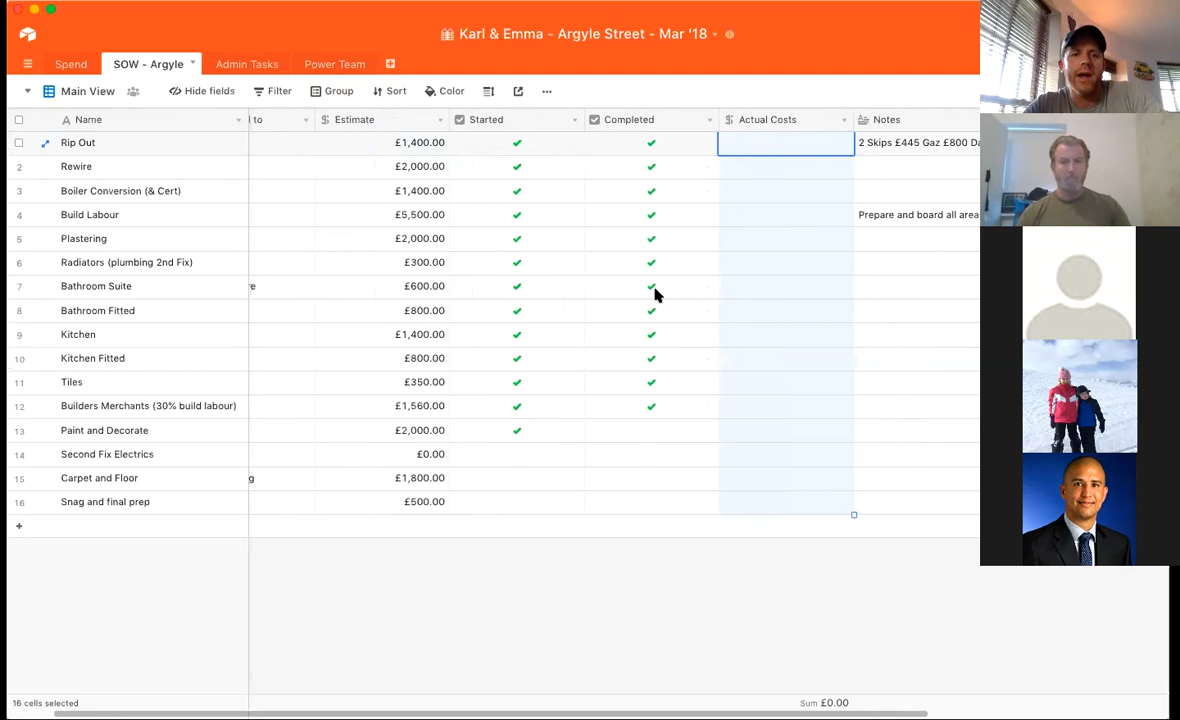 Karl & Emma - Argyle Street - Mar '18
Spend SOW - Argyle Admin Tasks Power Team
Main View Hide fields Filter Group Sort Color
Name l to Estimate Started Completed Actual Costs Notes
Rip Out £1,400.00 2 Skips £445 Gaz £800 Da
2 Rewire £2,000.00
3 Boiler Conversion (& Cert) £1,400.00
4 Build Labour £5,500.00 Prepare and board all area
5 Plastering £2,000.00
6 Radiators (plumbing 2nd Fix) £300.00
7 Bathroom Suite re £600.00
8 Bathroom Fitted £800.00
9 Kitchen £1,400.00
10 Kitchen Fitted £800.00
11 Tiles £350.00
12 Builders Merchants (30% build labour) £1,560.00
13 Paint and Decorate £2,000.00
14 Second Fix Electrics £0.00
15 Carpet and Floor g £1,800.00
16 Snag and final prep £500.00
16 cells selected Sum £0.00